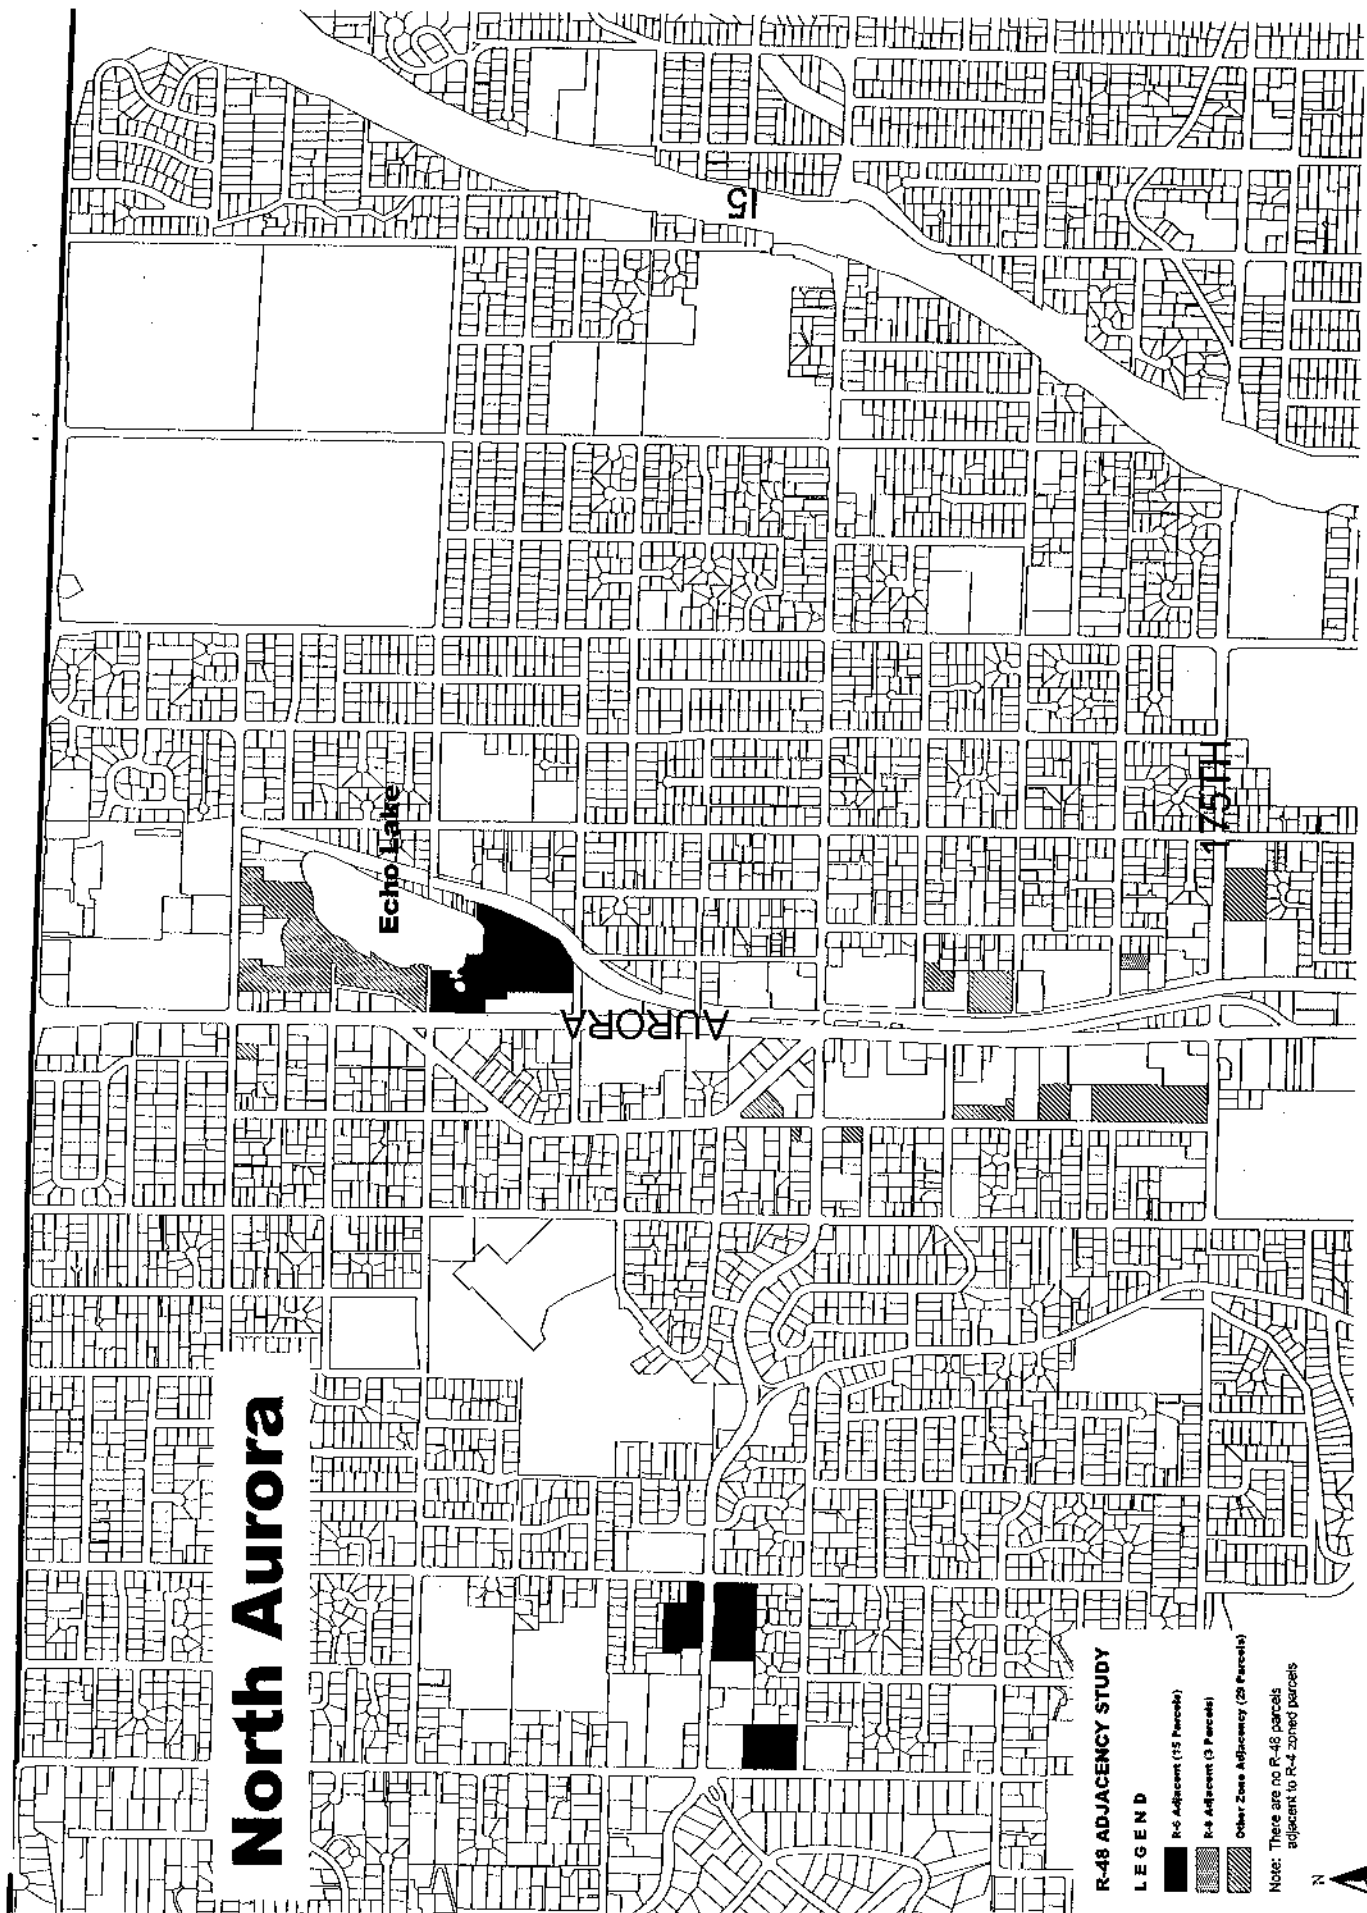 North Aurora
I5
Echo Lake
AURORA
175TH
R-48 ADJACENCY STUDY
LEGEND
R-6 Adjacent (15 Parcels)
R-8 Adjacent (3 Parcels)
Other Zone Adjacency (29 Parcels)
Note: There are no R-48 parcels
adjacent to R-4 zoned parcels
N